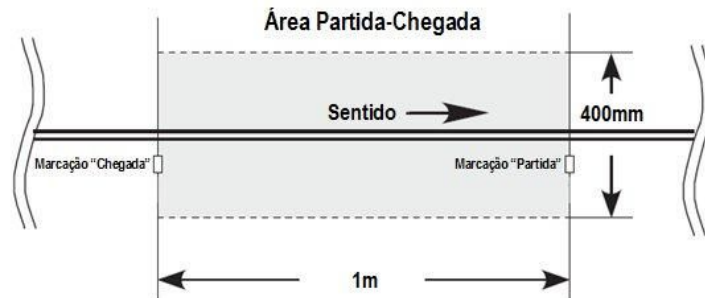 Área Partida-Chegada
Sentido
400mm
Marcação “Chegada”
Marcação “Partida”
1m